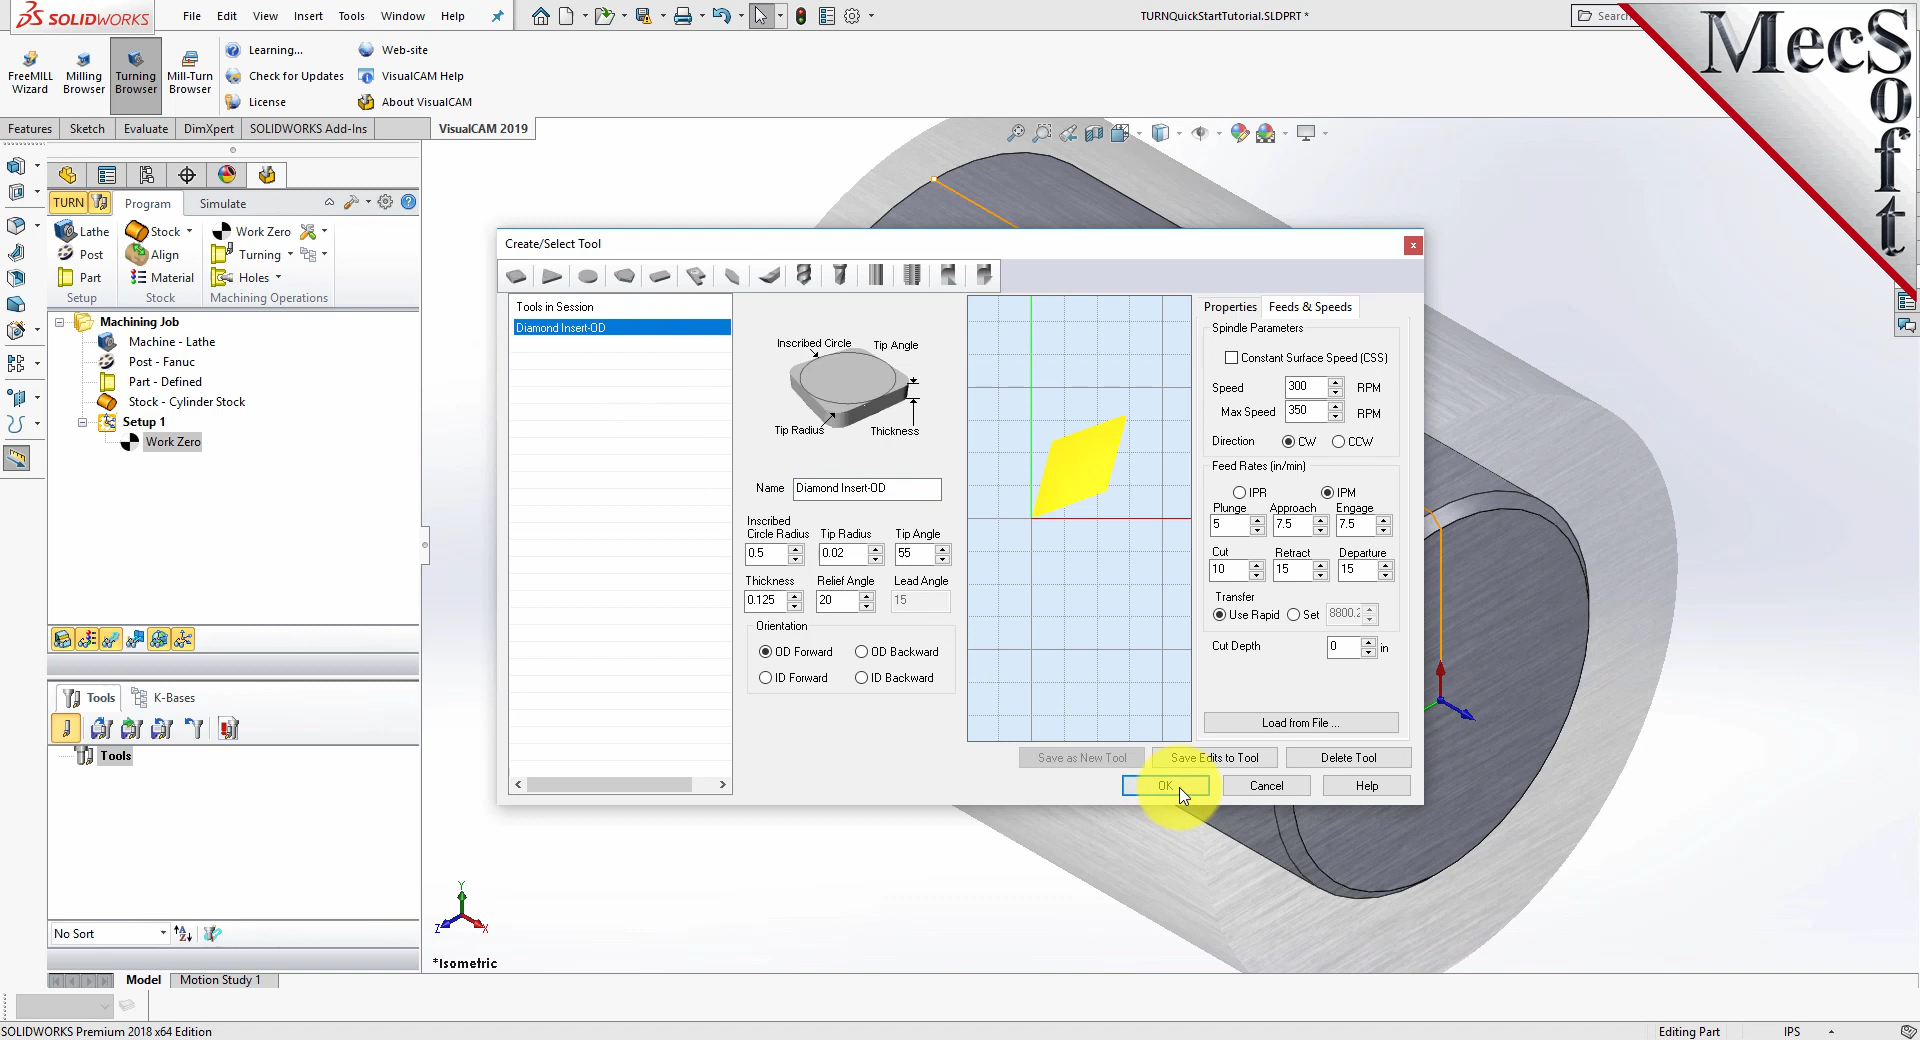 SOLIDWORKS
File Edit View Insert Tools Window Help
TURNQuickStartTutorial.SLDPRT *
Search
MecSoft
FreeMILL Wizard
Milling Browser
Turning Browser
Mill-Turn Browser
Learning...
Check for Updates
License
Web-site
VisualCAM Help
About VisualCAM
Features Sketch Evaluate DimXpert SOLIDWORKS Add-Ins VisualCAM 2019
TURN Program Simulate
Lathe Stock Work Zero
Post Align Turning
Part Material Holes
Setup Stock Machining Operations
Machining Job
Machine - Lathe
Post - Fanuc
Part - Defined
Stock - Cylinder Stock
Setup 1
Work Zero
Tools K-Bases
Tools
No Sort
Model Motion Study 1
SOLIDWORKS Premium 2018 x64 Edition
Editing Part IPS
Y
Z X
*Isometric
Create/Select Tool
x
Tools in Session
Diamond Insert-OD
Inscribed Circle Tip Angle
Tip Radius Thickness
Name Diamond Insert-OD
Inscribed
Circle Radius Tip Radius Tip Angle
0.5 0.02 55
Thickness Relief Angle Lead Angle
0.125 20 15
Orientation
OD Forward OD Backward
ID Forward ID Backward
Properties Feeds & Speeds
Spindle Parameters
Constant Surface Speed (CSS)
Speed 300 RPM
Max Speed 350 RPM
Direction CW CCW
Feed Rates (in/min)
IPR IPM
Plunge Approach Engage
5 7.5 7.5
Cut Retract Departure
10 15 15
Transfer
Use Rapid Set 8800.2
Cut Depth 0 in
Load from File ...
Save as New Tool Save Edits to Tool Delete Tool
OK Cancel Help